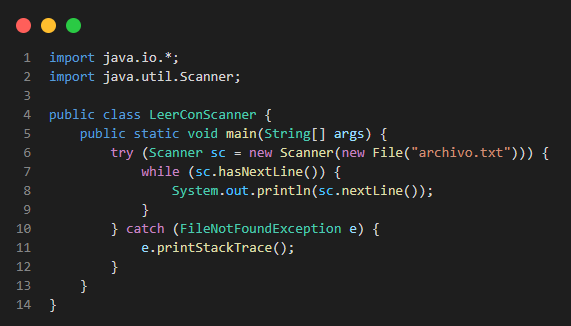 1 import java.io.*;
2 import java.util.Scanner;
3
4 public class LeerConScanner {
5     public static void main(String[] args) {
6         try (Scanner sc = new Scanner(new File("archivo.txt"))) {
7             while (sc.hasNextLine()) {
8                 System.out.println(sc.nextLine());
9             }
10         } catch (FileNotFoundException e) {
11             e.printStackTrace();
12         }
13     }
14 }